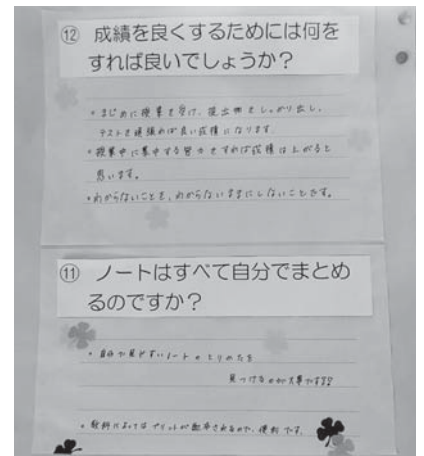 ⑫ 成績を良くするためには何を
すれば良いでしょうか？
・まじめに授業を受け、提出物をしっかり出し、
テストを頑張れば良い成績になります。
・授業中に集中する努力をすれば成績は上がると
思います。
・わからないことを、わからないままにしないことです。
⑪ ノートはすべて自分でまとめ
るのですか？
・自分で見やすいノートのとりかたを
見つけるのが大事です!!
・教科によってはプリントが配布されるので、便利です。